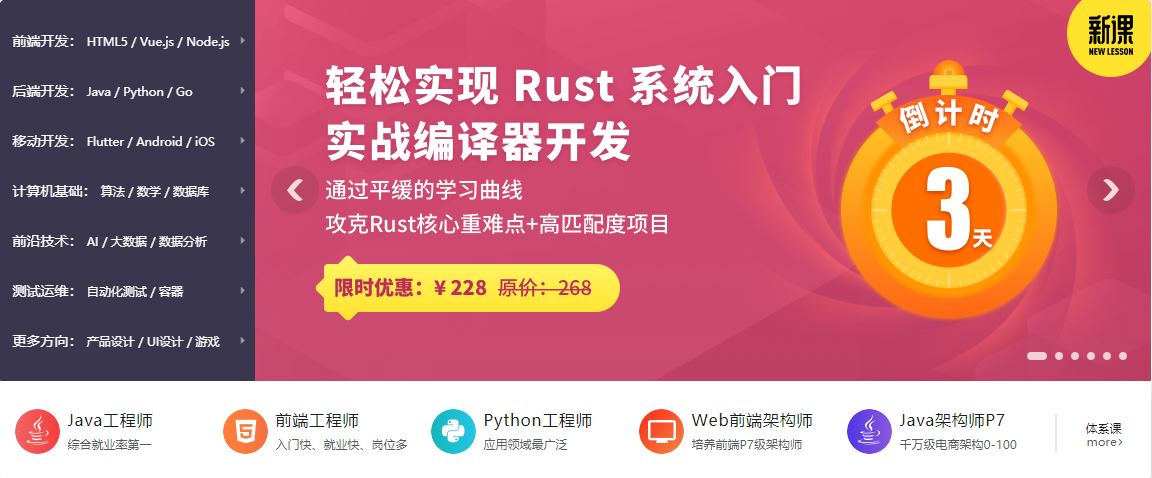 前端开发： HTML5 / Vue.js / Node.js
后端开发： Java / Python / Go
移动开发： Flutter / Android / iOS
计算机基础： 算法 / 数学 / 数据库
前沿技术： AI / 大数据 / 数据分析
测试运维： 自动化测试 / 容器
更多方向： 产品设计 / UI设计 / 游戏
轻松实现 Rust 系统入门
实战编译器开发
通过平缓的学习曲线
攻克Rust核心重难点+高匹配度项目
限时优惠：￥228 原价：268
新课
NEW LESSON
倒计时
3天
Java工程师
综合就业率第一
前端工程师
入门快、就业快、岗位多
Python工程师
应用领域最广泛
Web前端架构师
培养前端P7级架构师
Java架构师P7
千万级电商架构0-100
体系课
more>